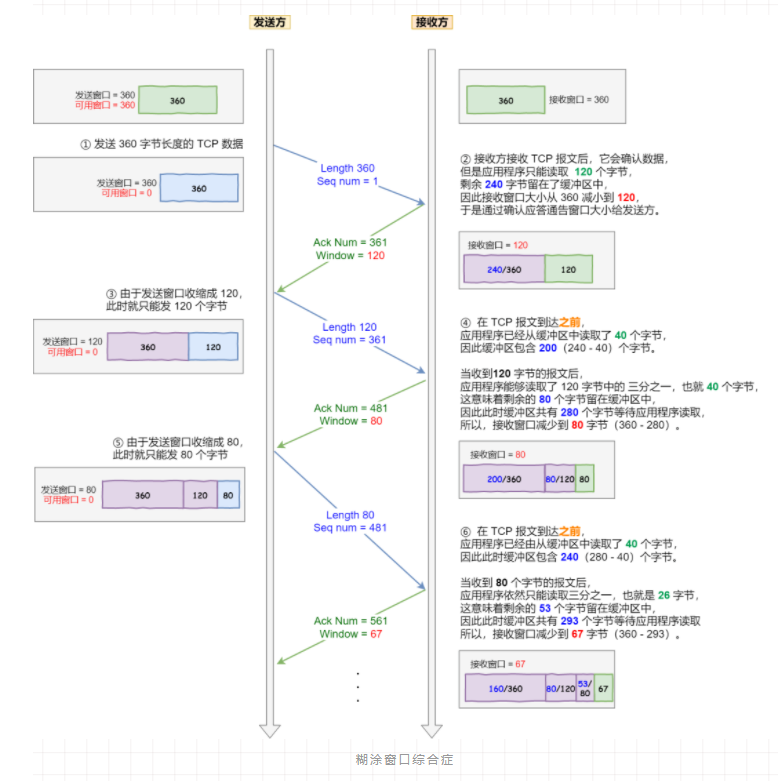 发送方
接收方
发送窗口 = 360
可用窗口 = 360
360
360
接收窗口 = 360
① 发送 360 字节长度的 TCP 数据
发送窗口 = 360
可用窗口 = 0
360
Length 360
Seq num = 1
② 接收方接收 TCP 报文后，它会确认数据，
但是应用程序只能读取 120 个字节，
剩余 240 字节留在了缓冲区中，
因此接收窗口大小从 360 减小到 120，
于是通过确认应答通告窗口大小给发送方。
Ack Num = 361
Window = 120
接收窗口 = 120
240/360
120
③ 由于发送窗口收缩成 120，
此时就只能发 120 个字节
发送窗口 = 120
可用窗口 = 0
360
120
Length 120
Seq num = 361
④ 在 TCP 报文到达之前，
应用程序已经从缓冲区中读取了 40 个字节，
因此缓冲区包含 200（240 - 40）个字节。
当收到120 字节的报文后，
应用程序能够读取了 120 字节中的 三分之一，也就 40 个字节，
这意味着剩余的 80 个字节留在缓冲区中，
因此此时缓冲区共有 280 个字节等待应用程序读取，
所以，接收窗口减少到 80 字节（360 - 280）。
Ack Num = 481
Window = 80
接收窗口 = 80
200/360
80/120
80
⑤ 由于发送窗口收缩成 80，
此时就只能发 80 个字节
发送窗口 = 80
可用窗口 = 0
360
120
80
Length 80
Seq num = 481
⑥ 在 TCP 报文到达之前，
应用程序已经由从缓冲区中读取了 40 个字节，
因此此时缓冲区包含 240（280 - 40）个字节。
当收到 80 个字节的报文后，
应用程序依然只能读取三分之一，也就是 26 字节，
这意味着剩余的 53 个字节留在缓冲区中，
因此此时缓冲区共有 293 个字节等待应用程序读取
所以，接收窗口减少到 67 字节（360 - 293）。
Ack Num = 561
Window = 67
接收窗口 = 67
160/360
80/120
53/
80
67
糊涂窗口综合症